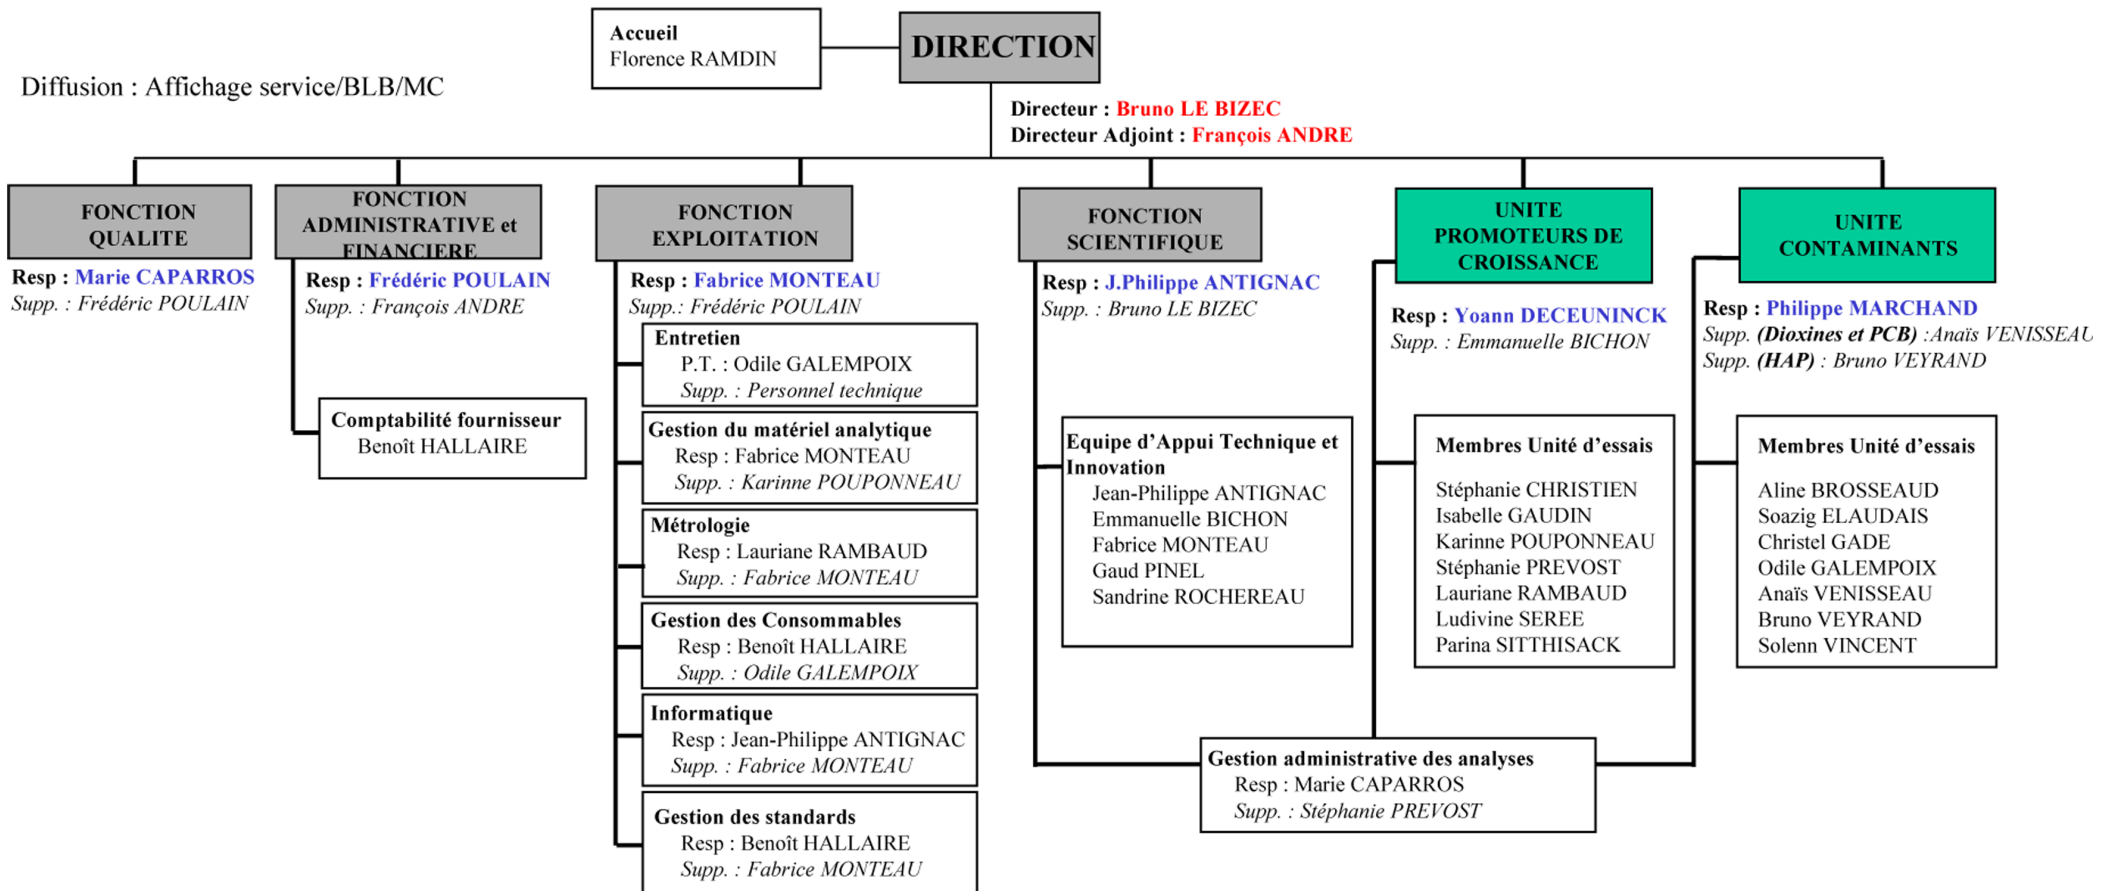 Accueil
Florence RAMDIN
DIRECTION
Diffusion : Affichage service/BLB/MC
Directeur : Bruno LE BIZEC
Directeur Adjoint : François ANDRE
FONCTION
QUALITE
Resp : Marie CAPARROS
Supp. : Frédéric POULAIN
FONCTION
ADMINISTRATIVE et
FINANCIERE
Resp : Frédéric POULAIN
Supp. : François ANDRE
Comptabilité fournisseur
Benoît HALLAIRE
FONCTION
EXPLOITATION
Resp : Fabrice MONTEAU
Supp.: Frédéric POULAIN
Entretien
P.T. : Odile GALEMPOIX
Supp. : Personnel technique
Gestion du matériel analytique
Resp : Fabrice MONTEAU
Supp. : Karinne POUPONNEAU
Métrologie
Resp : Lauriane RAMBAUD
Supp. : Fabrice MONTEAU
Gestion des Consommables
Resp : Benoît HALLAIRE
Supp. : Odile GALEMPOIX
Informatique
Resp : Jean-Philippe ANTIGNAC
Supp. : Fabrice MONTEAU
Gestion des standards
Resp : Benoît HALLAIRE
Supp. : Fabrice MONTEAU
FONCTION
SCIENTIFIQUE
Resp : J.Philippe ANTIGNAC
Supp. : Bruno LE BIZEC
Equipe d’Appui Technique et
Innovation
Jean-Philippe ANTIGNAC
Emmanuelle BICHON
Fabrice MONTEAU
Gaud PINEL
Sandrine ROCHEREAU
UNITE
PROMOTEURS DE
CROISSANCE
Resp : Yoann DECEUNINCK
Supp. : Emmanuelle BICHON
Membres Unité d’essais
Stéphanie CHRISTIEN
Isabelle GAUDIN
Karinne POUPONNEAU
Stéphanie PREVOST
Lauriane RAMBAUD
Ludivine SEREE
Parina SITTHISACK
UNITE
CONTAMINANTS
Resp : Philippe MARCHAND
Supp. (Dioxines et PCB) :Anaïs VENISSEAU
Supp. (HAP) : Bruno VEYRAND
Membres Unité d’essais
Aline BROSSEAUD
Soazig ELAUDAIS
Christel GADE
Odile GALEMPOIX
Anaïs VENISSEAU
Bruno VEYRAND
Solenn VINCENT
Gestion administrative des analyses
Resp : Marie CAPARROS
Supp. : Stéphanie PREVOST